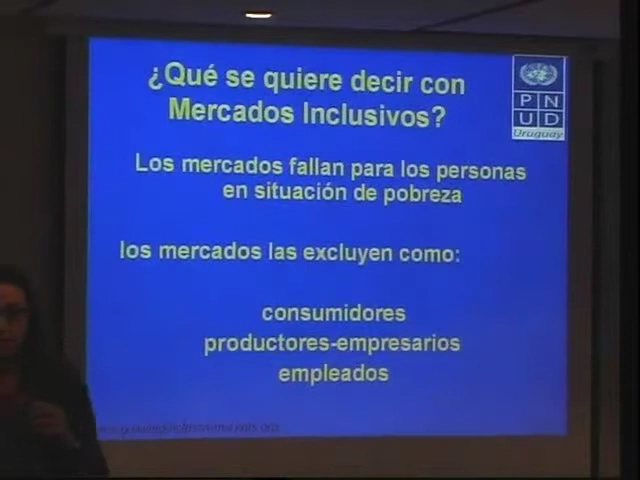 ¿Qué se quiere decir con
Mercados Inclusivos?
P N
U D
Uruguay
Los mercados fallan para los personas
en situación de pobreza
los mercados las excluyen como:
consumidores
productores-empresarios
empleados